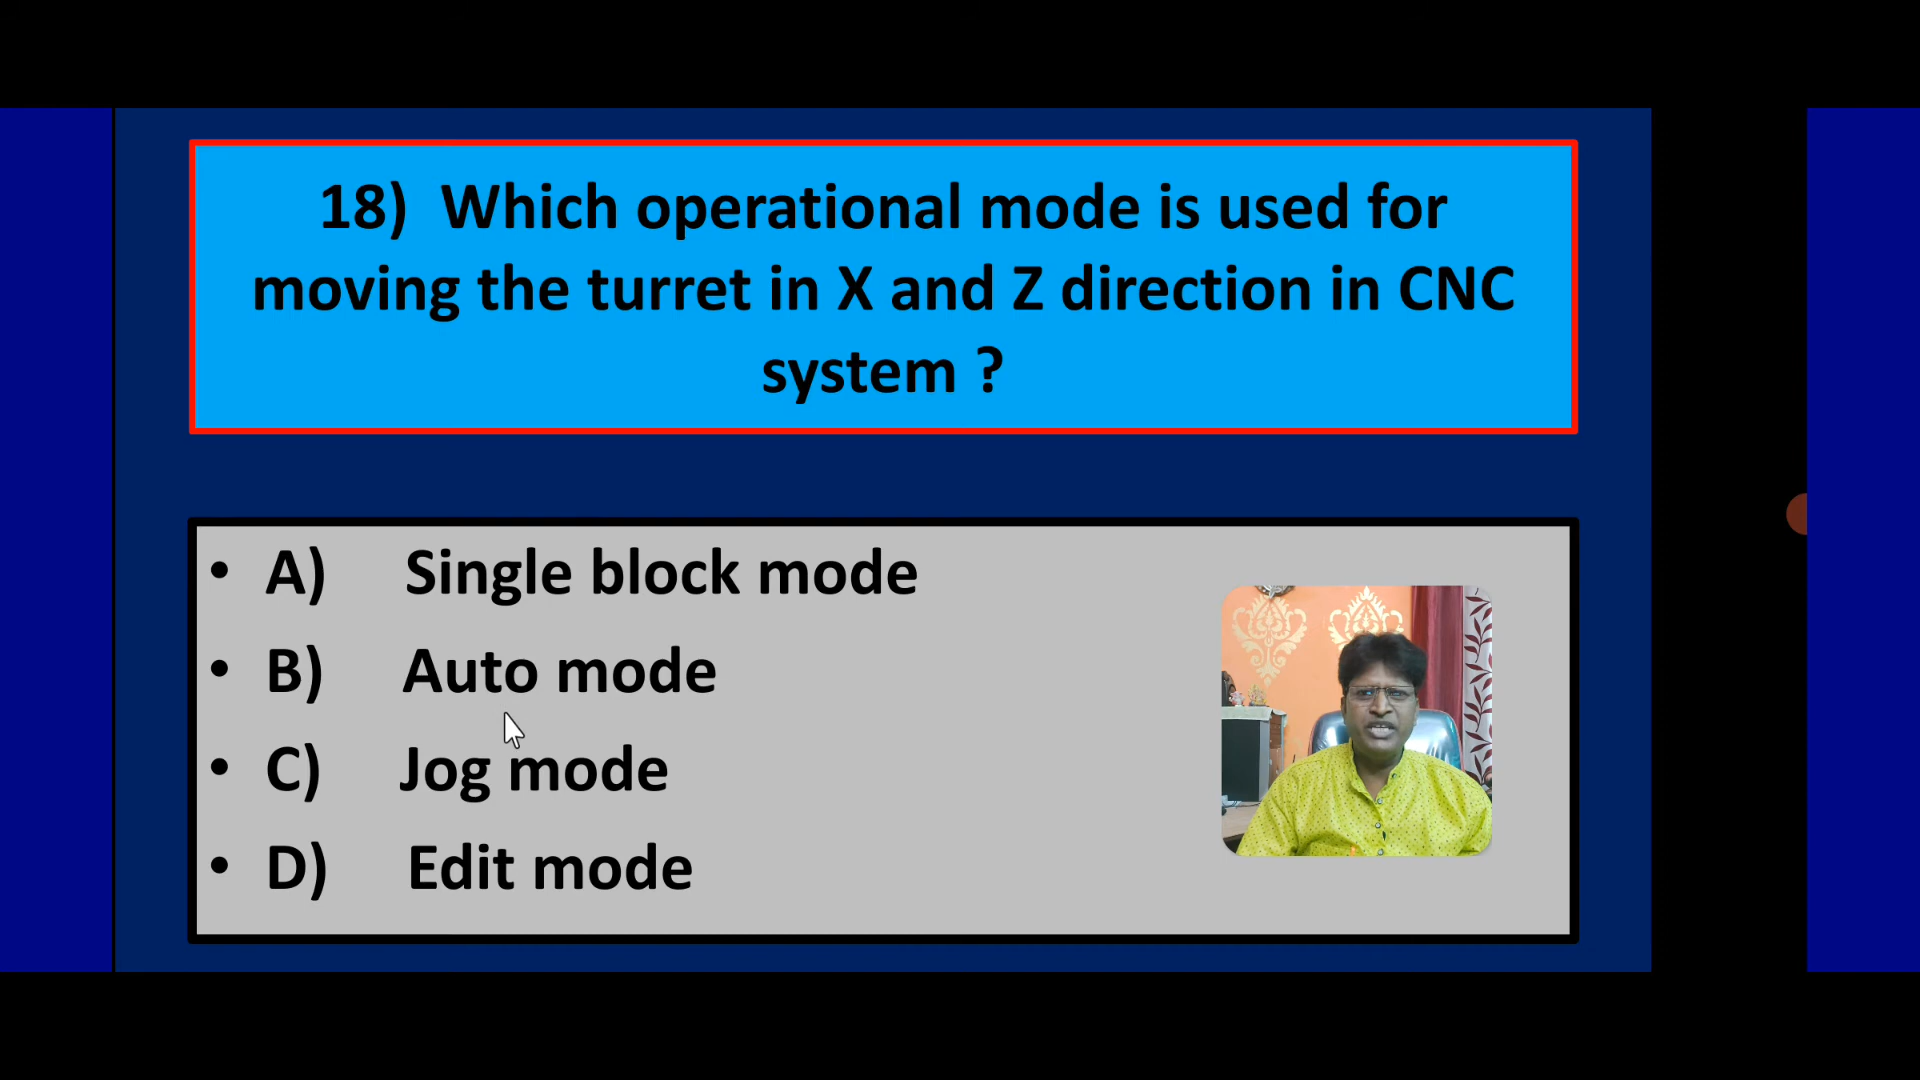 18) Which operational mode is used for
moving the turret in X and Z direction in CNC
system ?
• A) Single block mode
• B) Auto mode
• C) Jog mode
• D) Edit mode